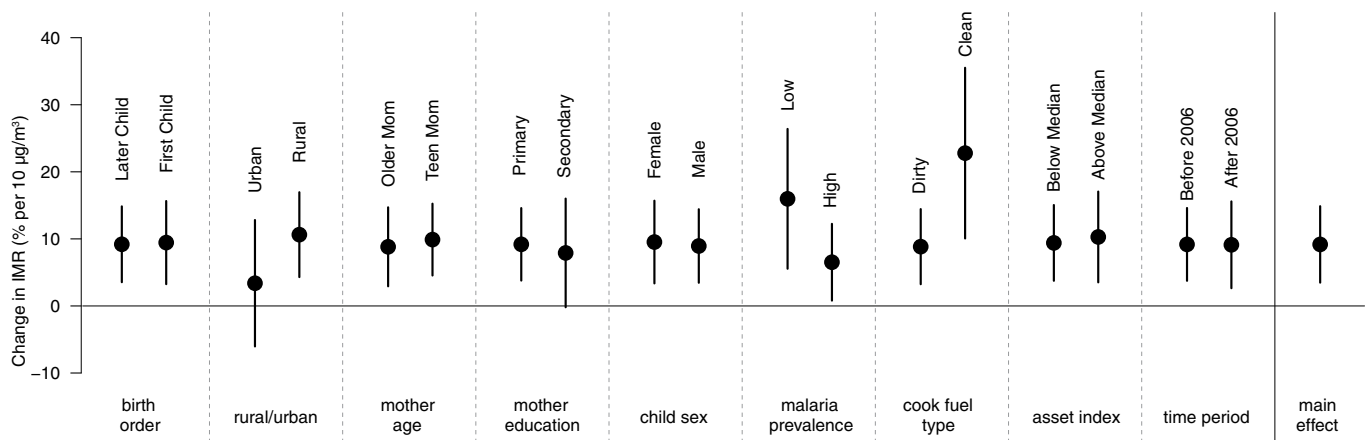 Change in IMR (% per 10 µg/m³)
40
30
20
10
0
−10
Later Child
First Child
Urban
Rural
Older Mom
Teen Mom
Primary
Secondary
Female
Male
Low
High
Dirty
Clean
Below Median
Above Median
Before 2006
After 2006
birth
order
rural/urban
mother
age
mother
education
child sex
malaria
prevalence
cook fuel
type
asset index
time period
main
effect